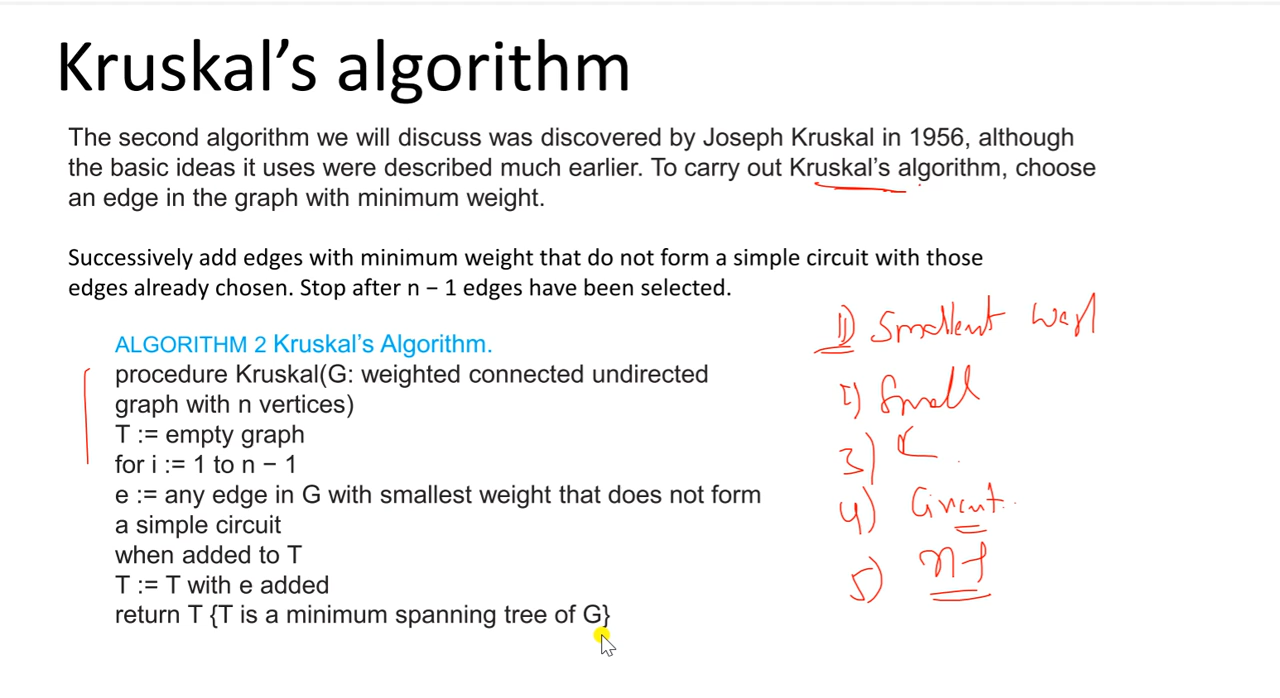 Kruskal's algorithm
The second algorithm we will discuss was discovered by Joseph Kruskal in 1956, although
the basic ideas it uses were described much earlier. To carry out Kruskal's algorithm, choose
an edge in the graph with minimum weight.
Successively add edges with minimum weight that do not form a simple circuit with those
edges already chosen. Stop after n − 1 edges have been selected.
ALGORITHM 2 Kruskal's Algorithm.
procedure Kruskal(G: weighted connected undirected
graph with n vertices)
T := empty graph
for i := 1 to n − 1
e := any edge in G with smallest weight that does not form
a simple circuit
when added to T
T := T with e added
return T {T is a minimum spanning tree of G}
Smallest
Small
3)
4) Circuit
5) n-1